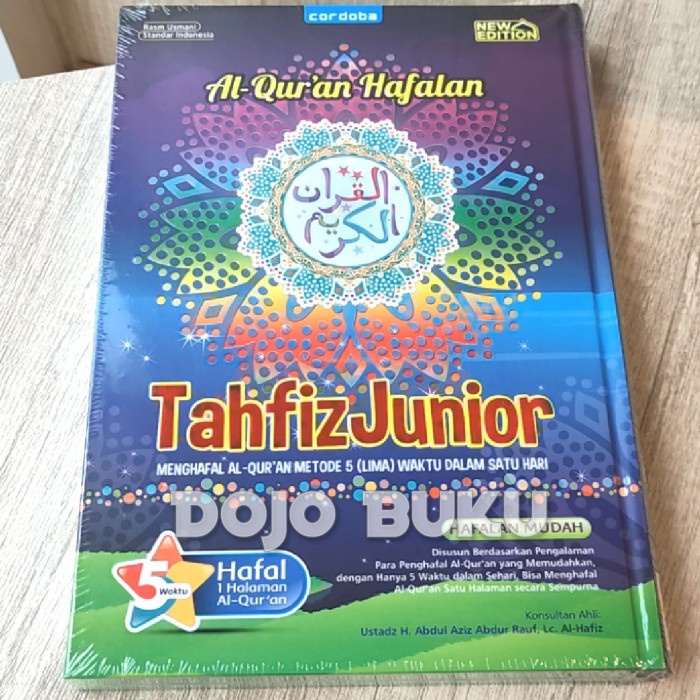 cordoba
Rasm Usmani
Standar Indonesia
NEW
EDITION
Al-Qur'an Hafalan
القرآن
الكريم
TahfizJunior
MENGHAFAL AL-QUR'AN METODE 5 (LIMA) WAKTU DALAM SATU HARI
DOJO BUKU
HAFALAN MUDAH
Disusun Berdasarkan Pengalaman
Para Penghafal Al-Qur'an yang Memudahkan,
dengan Hanya 5 Waktu dalam Sehari, Bisa Menghafal
Al-Qur'an Satu Halaman secara Sempurna
5
Waktu
Hafal
1 Halaman
Al-Qur'an
Konsultan Ahli:
Ustadz H. Abdul Aziz Abdur Rauf, Lc. Al-Hafiz